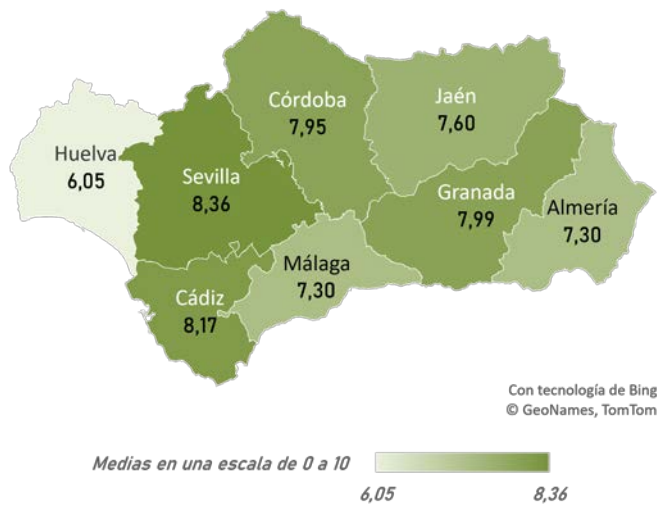 Córdoba
7,95
Jaén
7,60
Huelva
6,05
Sevilla
8,36
Granada
7,99
Almería
7,30
Málaga
7,30
Cádiz
8,17
Con tecnología de Bing
© GeoNames, TomTom
Medias en una escala de 0 a 10
6,05
8,36